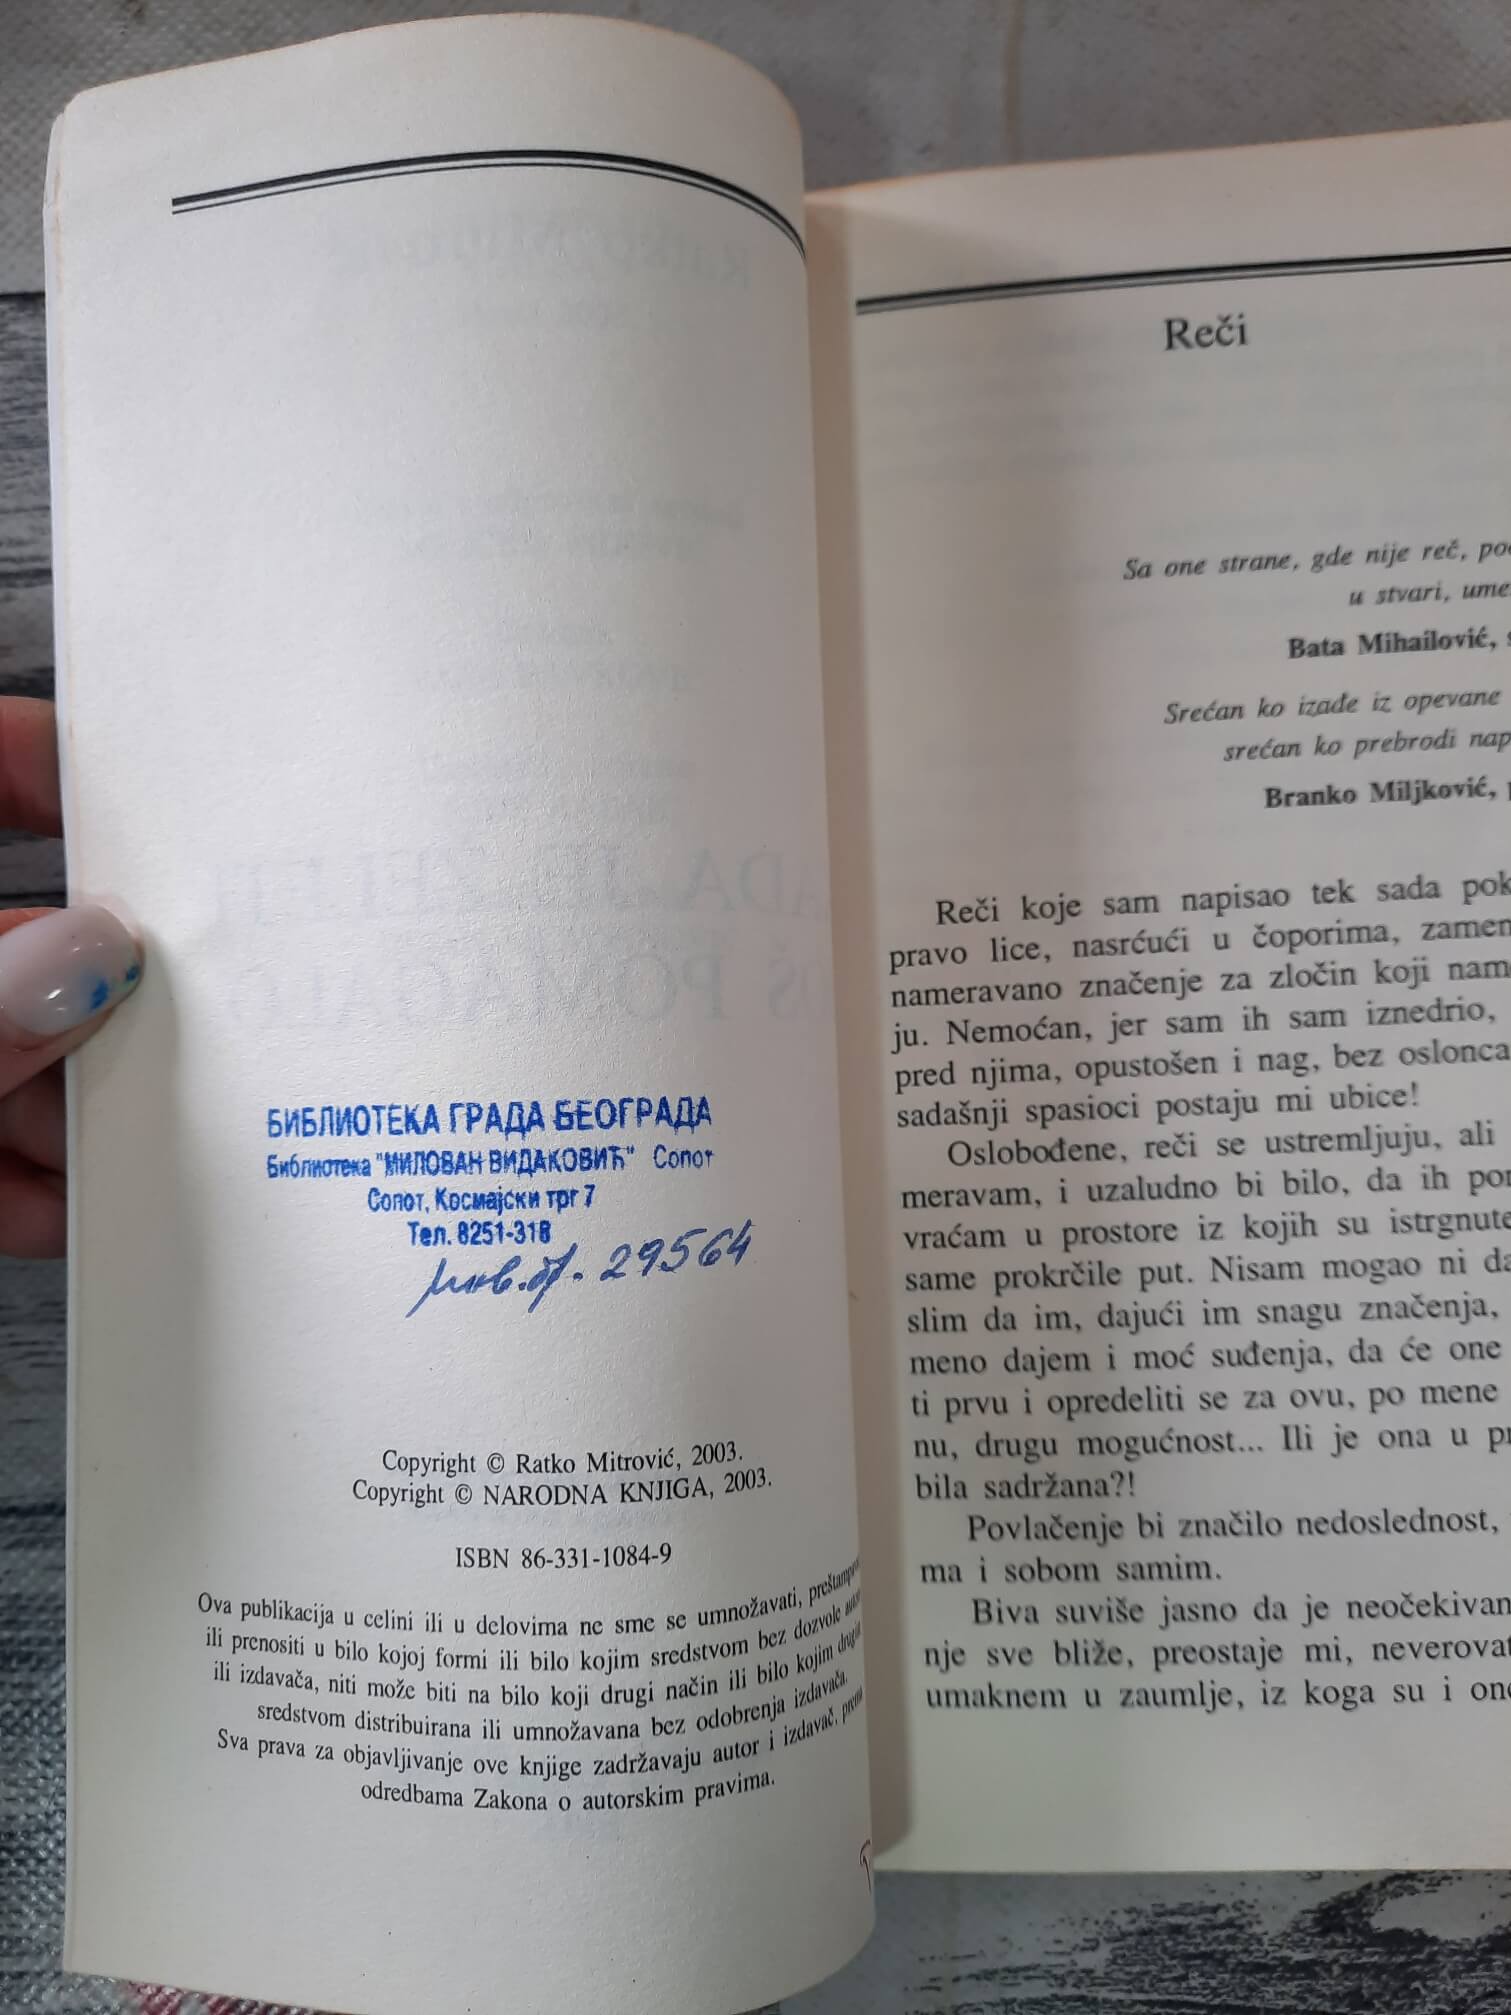 БИБЛИОТЕКА ГРАДА БЕОГРАДА
Библиотека "МИЛОВАН ВИДАКОВИЋ" Сопот
Сопот, Космајски трг 7
Тел. 8251-318
инв.бр. 29564
Copyright © Ratko Mitrović, 2003.
Copyright © NARODNA KNJIGA, 2003.
ISBN 86-331-1084-9
Ova publikacija u celini ili u delovima ne sme se umnožavati,
ili prenositi u bilo kojoj formi ili bilo kojim sredstvom bez dozvole
ili izdavača, niti može biti na bilo koji drugi način ili bilo kojim
sredstvom distribuirana ili umnožavana bez odobrenja izdavača.
Sva prava za objavljivanje ove knjige zadržavaju autor i izdavač,
odredbama Zakona o autorskim pravima.
Reči
Sa one strane, gde nije reč,
u stvari,
Bata Mihailović,
Srećan ko izađe iz opevane
srećan ko prebrodi
Branko Miljković,
Reči koje sam napisao tek sada
pravo lice, nasrćući u čoporima,
nameravano značenje za zločin koji
ju. Nemoćan, jer sam ih sam iznedrio,
pred njima, opustošen i nag, bez oslonca
sadašnji spasioci postaju mi ubice!
Oslobođene, reči se ustremljuju, ali
meravam, i uzaludno bi bilo, da ih
vraćam u prostore iz kojih su
same prokrčile put. Nisam mogao ni
slim da im, dajući im snagu značenja,
meno dajem i moć suđenja, da će one
ti prvu i opredeliti se za ovu, po mene
nu, drugu mogućnost... Ili je ona u
bila sadržana?!
Povlačenje bi značilo nedoslednost,
ma i sobom samim.
Biva suviše jasno da je
nje sve bliže, preostaje mi,
umaknem u zaumlje, iz koga su i